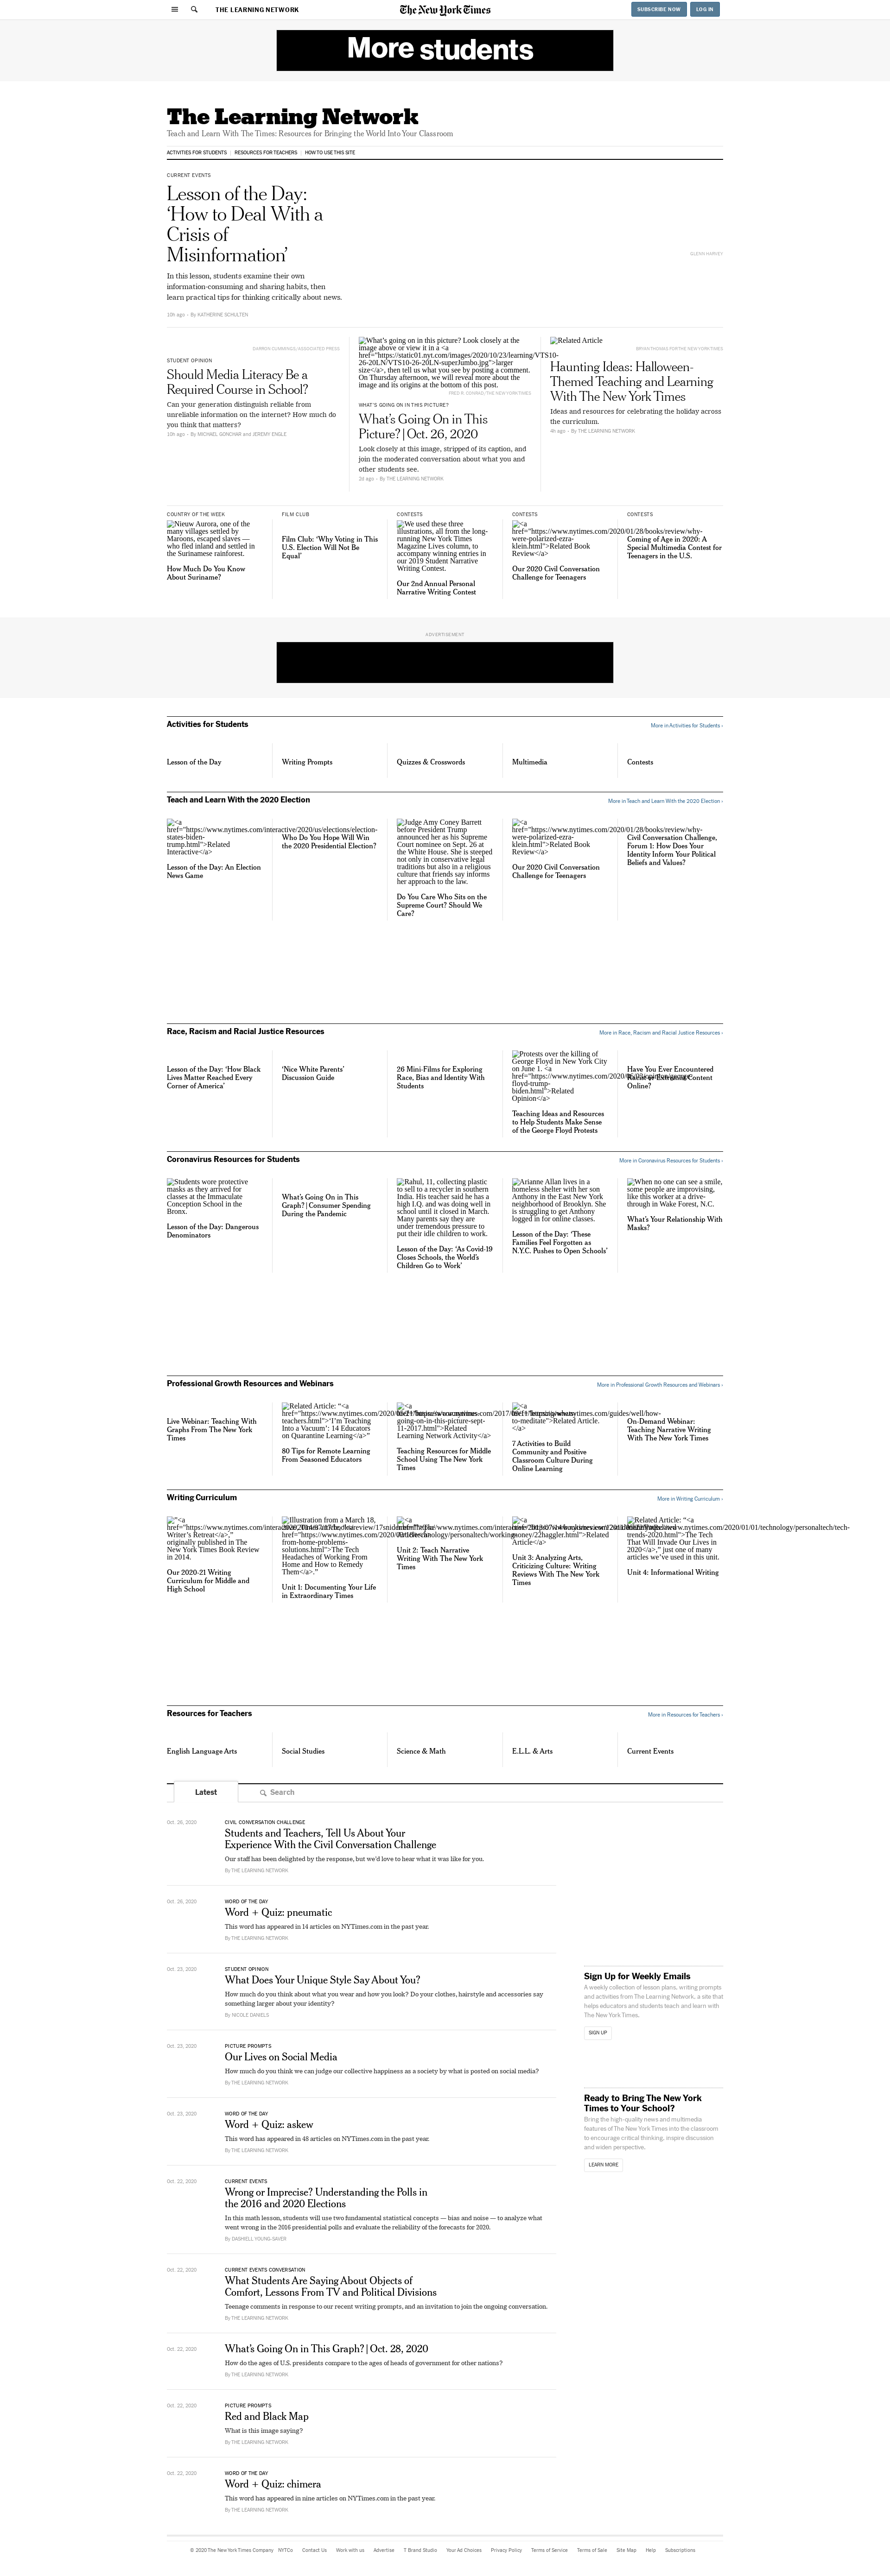 THE LEARNING NETWORK
The New York Times
SUBSCRIBE NOW
LOG IN
More students
The Learning Network
Teach and Learn With The Times: Resources for Bringing the World Into Your Classroom
ACTIVITIES FOR STUDENTS | RESOURCES FOR TEACHERS | HOW TO USE THIS SITE
CURRENT EVENTS
Lesson of the Day:
‘How to Deal With a
Crisis of
Misinformation’
In this lesson, students examine their own
information-consuming and sharing habits, then
learn practical tips for thinking critically about news.
10h ago • By KATHERINE SCHULTEN
GLENN HARVEY
DARRON CUMMINGS/ASSOCIATED PRESS
STUDENT OPINION
Should Media Literacy Be a
Required Course in School?
Can your generation distinguish reliable from
unreliable information on the internet? How much do
you think that matters?
12h ago • By MICHAEL GONCHAR and JEREMY ENGLE
What’s going on in this picture? Look closely at the
image above or view it in a <a
href="https://static01.nyt.com/images/2020/10/23/learning/VTS10-
26-20LN/VTS10-26-20LN-superJumbo.jpg">larger
size</a>, then tell us what you see by posting a comment.
On Thursday afternoon, we will reveal more about the
image and its origins at the bottom of this post.
FRED R. CONRAD/THE NEW YORK TIMES
WHAT'S GOING ON IN THIS PICTURE?
What’s Going On in This
Picture? | Oct. 26, 2020
Look closely at this image, stripped of its caption, and
join the moderated conversation about what you and
other students see.
2d ago • By THE LEARNING NETWORK
Related Article
BRYAN THOMAS FOR THE NEW YORK TIMES
Haunting Ideas: Halloween-
Themed Teaching and Learning
With The New York Times
Ideas and resources for celebrating the holiday across
the curriculum.
4h ago • By THE LEARNING NETWORK
COUNTRY OF THE WEEK
Nieuw Aurora, one of the
many villages settled by
Maroons, escaped slaves —
who fled inland and settled in
the Surinamese rainforest.
How Much Do You Know
About Suriname?
FILM CLUB
Film Club: ‘Why Voting in This
U.S. Election Will Not Be
Equal’
CONTESTS
We used these three
illustrations, all from the long-
running New York Times
Magazine Lives column, to
accompany winning entries in
our 2019 Student Narrative
Writing Contest.
Our 2nd Annual Personal
Narrative Writing Contest
CONTESTS
<a
href="https://www.nytimes.com/2020/01/28/books/review/why-
were-polarized-ezra-
klein.html">Related Book
Review</a>
Our 2020 Civil Conversation
Challenge for Teenagers
CONTESTS
Coming of Age in 2020: A
Special Multimedia Contest for
Teenagers in the U.S.
ADVERTISEMENT
Activities for Students
More in Activities for Students ›
Lesson of the Day
Writing Prompts
Quizzes & Crosswords
Multimedia
Contests
Teach and Learn With the 2020 Election
More in Teach and Learn With the 2020 Election ›
<a
href="https://www.nytimes.com/interactive/2020/us/elections/election-
states-biden-
trump.html">Related
Interactive</a>
Lesson of the Day: An Election
News Game
Who Do You Hope Will Win
the 2020 Presidential Election?
Judge Amy Coney Barrett
before President Trump
announced her as his Supreme
Court nominee on Sept. 26 at
the White House. She is steeped
not only in conservative legal
traditions but also in a religious
culture that friends say informs
her approach to the law.
Do You Care Who Sits on the
Supreme Court? Should We
Care?
<a
href="https://www.nytimes.com/2020/01/28/books/review/why-
were-polarized-ezra-
klein.html">Related Book
Review</a>
Our 2020 Civil Conversation
Challenge for Teenagers
Civil Conversation Challenge,
Forum 1: How Does Your
Identity Inform Your Political
Beliefs and Values?
Race, Racism and Racial Justice Resources
More in Race, Racism and Racial Justice Resources ›
Lesson of the Day: ‘How Black
Lives Matter Reached Every
Corner of America’
‘Nice White Parents’
Discussion Guide
26 Mini-Films for Exploring
Race, Bias and Identity With
Students
Protests over the killing of
George Floyd in New York City
on June 1. <a
floyd-trump-
biden.html">Related
Opinion</a>
Teaching Ideas and Resources
to Help Students Make Sense
of the George Floyd Protests
Have You Ever Encountered
Racist or Extremist Content
Online?
Coronavirus Resources for Students
More in Coronavirus Resources for Students ›
Students wore protective
masks as they arrived for
classes at the Immaculate
Conception School in the
Bronx.
Lesson of the Day: Dangerous
Denominators
What’s Going On in This
Graph? | Consumer Spending
During the Pandemic
Rahul, 11, collecting plastic
to sell to a recycler in southern
India. His teacher said he has a
high I.Q. and was doing well in
school until it closed in March.
Many parents say they are
under tremendous pressure to
put their idle children to work.
Lesson of the Day: ‘As Covid-19
Closes Schools, the World’s
Children Go to Work’
Arianne Allan lives in a
homeless shelter with her son
Anthony in the East New York
neighborhood of Brooklyn. She
is struggling to get Anthony
logged in for online classes.
Lesson of the Day: ‘These
Families Feel Forgotten as
N.Y.C. Pushes to Open Schools’
When no one can see a smile,
some people are improvising,
like this worker at a drive-
through in Wake Forest, N.C.
What’s Your Relationship With
Masks?
Professional Growth Resources and Webinars
More in Professional Growth Resources and Webinars ›
Live Webinar: Teaching With
Graphs From The New York
Times
Related Article: “<a
teachers.html">‘I’m Teaching
Into a Vacuum’: 14 Educators
on Quarantine Learning</a>”
80 Tips for Remote Learning
From Seasoned Educators
<a
going-on-in-this-picture-sept-
11-2017.html">Related
Learning Network Activity</a>
Teaching Resources for Middle
School Using The New York
Times
<a
to-meditate">Related Article.
</a>
7 Activities to Build
Community and Positive
Classroom Culture During
Online Learning
On-Demand Webinar:
Teaching Narrative Writing
With The New York Times
Writing Curriculum
More in Writing Curriculum ›
“<a
Writer’s Retreat</a>,”
originally published in The
New York Times Book Review
in 2014.
Our 2020-21 Writing
Curriculum for Middle and
High School
Illustration from a March 18,
from-home-problems-
solutions.html">The Tech
Headaches of Working From
Home and How to Remedy
Them</a>.”
Unit 1: Documenting Your Life
in Extraordinary Times
<a
Unit 2: Teach Narrative
Writing With The New York
Times
<a
money/22haggler.html">Related
Article</a>
Unit 3: Analyzing Arts,
Criticizing Culture: Writing
Reviews With The New York
Times
Related Article: “<a
trends-2020.html">The Tech
That Will Invade Our Lives in
2020</a>,” just one of many
articles we’ve used in this unit.
Unit 4: Informational Writing
Resources for Teachers
More in Resources for Teachers ›
English Language Arts
Social Studies
Science & Math
E.L.L. & Arts
Current Events
Latest
Search
Oct. 26, 2020
CIVIL CONVERSATION CHALLENGE
Students and Teachers, Tell Us About Your
Experience With the Civil Conversation Challenge
Our staff has been delighted by the response, but we’d love to hear what it was like for you.
By THE LEARNING NETWORK
Oct. 26, 2020
WORD OF THE DAY
Word + Quiz: pneumatic
This word has appeared in 14 articles on NYTimes.com in the past year.
By THE LEARNING NETWORK
Oct. 23, 2020
STUDENT OPINION
What Does Your Unique Style Say About You?
How much do you think about what you wear and how you look? Do your clothes, hairstyle and accessories say
something larger about your identity?
By NICOLE DANIELS
Oct. 23, 2020
PICTURE PROMPTS
Our Lives on Social Media
How much do you think we can judge our collective happiness as a society by what is posted on social media?
By THE LEARNING NETWORK
Oct. 23, 2020
WORD OF THE DAY
Word + Quiz: askew
This word has appeared in 48 articles on NYTimes.com in the past year.
By THE LEARNING NETWORK
Oct. 22, 2020
CURRENT EVENTS
Wrong or Imprecise? Understanding the Polls in
the 2016 and 2020 Elections
In this math lesson, students will use two fundamental statistical concepts — bias and noise — to analyze what
went wrong in the 2016 presidential polls and evaluate the reliability of the forecasts for 2020.
By DASHIELL YOUNG-SAVER
Oct. 22, 2020
CURRENT EVENTS CONVERSATION
What Students Are Saying About Objects of
Comfort, Lessons From TV and Political Divisions
Teenage comments in response to our recent writing prompts, and an invitation to join the ongoing conversation.
By THE LEARNING NETWORK
Oct. 22, 2020
What’s Going On in This Graph? | Oct. 28, 2020
How do the ages of U.S. presidents compare to the ages of heads of government for other nations?
By THE LEARNING NETWORK
Oct. 22, 2020
PICTURE PROMPTS
Red and Black Map
What is this image saying?
By THE LEARNING NETWORK
Oct. 22, 2020
WORD OF THE DAY
Word + Quiz: chimera
This word has appeared in nine articles on NYTimes.com in the past year.
By THE LEARNING NETWORK
Sign Up for Weekly Emails
A weekly collection of lesson plans, writing prompts
and activities from The Learning Network, a site that
helps educators and students teach and learn with
The New York Times.
SIGN UP
Ready to Bring The New York
Times to Your School?
Bring the high-quality news and multimedia
features of The New York Times into the classroom
to encourage critical thinking, inspire discussion
and widen perspective.
LEARN MORE
© 2020 The New York Times Company NYTCo Contact Us Work with us Advertise T Brand Studio Your Ad Choices Privacy Policy Terms of Service Terms of Sale Site Map Help Subscriptions